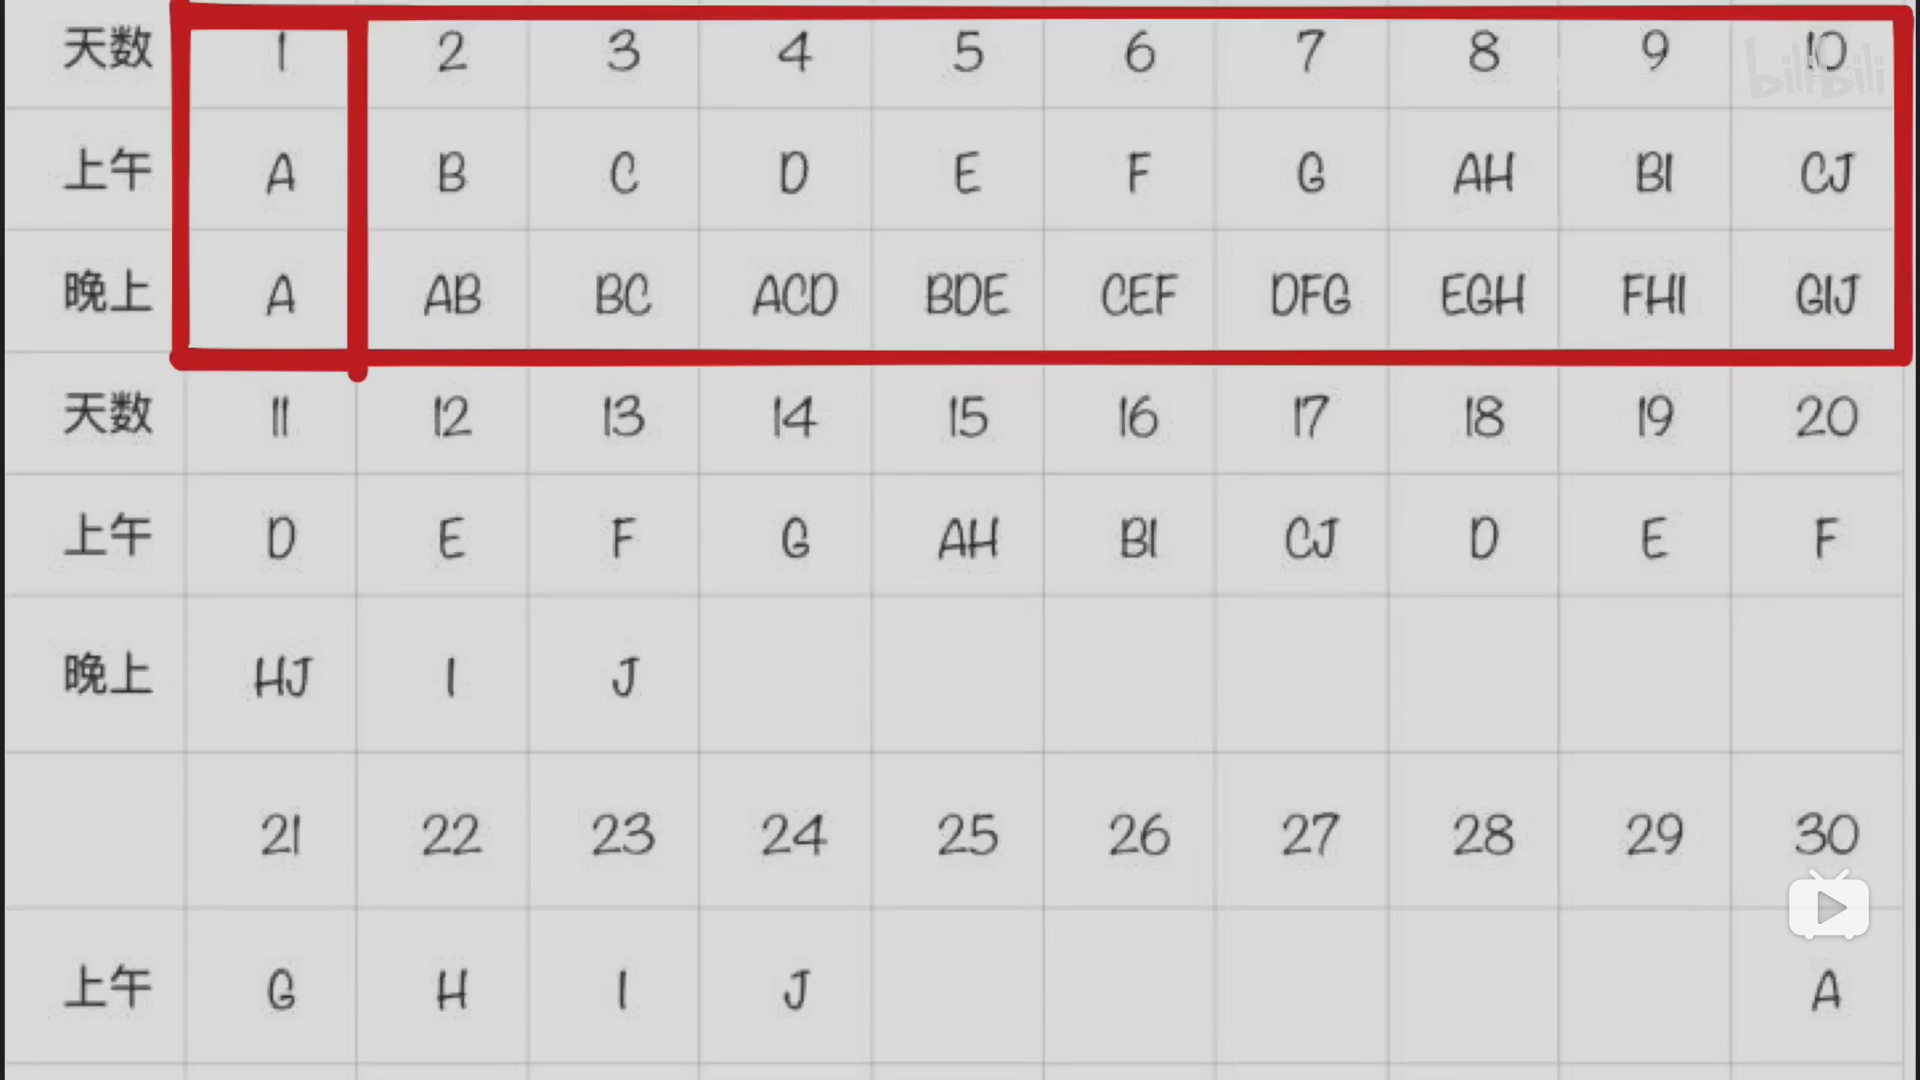 天数 1 2 3 4 5 6 7 8 9 10
bilibili
上午 A B C D E F G AH BI CJ
晚上 A AB BC ACD BDE CEF DFG EGH FHI GIJ
天数 11 12 13 14 15 16 17 18 19 20
上午 D E F G AH BI CJ D E F
晚上 HJ I J
21 22 23 24 25 26 27 28 29 30
上午 G H I J A